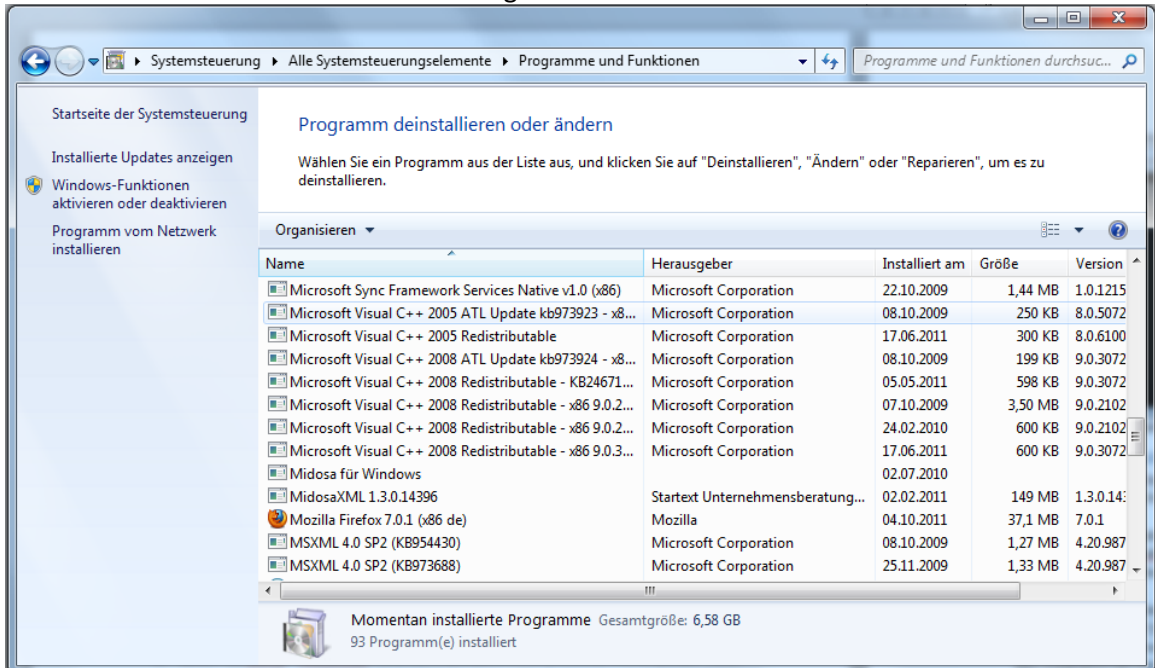 Systemsteuerung Alle Systemsteuerungselemente Programme und Funktionen
Programme und Funktionen durchsuc...
Startseite der Systemsteuerung
Installierte Updates anzeigen
Windows-Funktionen
aktivieren oder deaktivieren
Programm vom Netzwerk
installieren
Programm deinstallieren oder ändern
Wählen Sie ein Programm aus der Liste aus, und klicken Sie auf "Deinstallieren", "Ändern" oder "Reparieren", um es zu
deinstallieren.
Organisieren
Name Herausgeber Installiert am Größe Version
Microsoft Sync Framework Services Native v1.0 (x86) Microsoft Corporation 22.10.2009 1,44 MB 1.0.1215
Microsoft Visual C++ 2005 ATL Update kb973923 - x8... Microsoft Corporation 08.10.2009 250 KB 8.0.5072
Microsoft Visual C++ 2005 Redistributable Microsoft Corporation 17.06.2011 300 KB 8.0.6100
Microsoft Visual C++ 2008 ATL Update kb973924 - x8... Microsoft Corporation 08.10.2009 199 KB 9.0.3072
Microsoft Visual C++ 2008 Redistributable - KB24671... Microsoft Corporation 05.05.2011 598 KB 9.0.3072
Microsoft Visual C++ 2008 Redistributable - x86 9.0.2... Microsoft Corporation 07.10.2009 3,50 MB 9.0.2102
Microsoft Visual C++ 2008 Redistributable - x86 9.0.2... Microsoft Corporation 24.02.2010 600 KB 9.0.2102
Microsoft Visual C++ 2008 Redistributable - x86 9.0.3... Microsoft Corporation 17.06.2011 600 KB 9.0.3072
Midosa für Windows 02.07.2010
MidosaXML 1.3.0.14396 Startext Unternehmensberatung... 02.02.2011 149 MB 1.3.0.14
Mozilla Firefox 7.0.1 (x86 de) Mozilla 04.10.2011 37,1 MB 7.0.1
MSXML 4.0 SP2 (KB954430) Microsoft Corporation 08.10.2009 1,27 MB 4.20.987
MSXML 4.0 SP2 (KB973688) Microsoft Corporation 25.11.2009 1,33 MB 4.20.987
Momentan installierte Programme Gesamtgröße: 6,58 GB
93 Programm(e) installiert